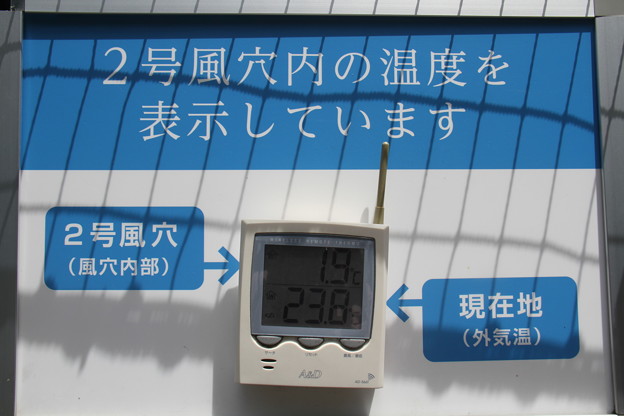 2号風穴内の温度を
表示しています
2号風穴
(風穴内部)
1.9℃
23.8
現在地
(外気温)
A&D